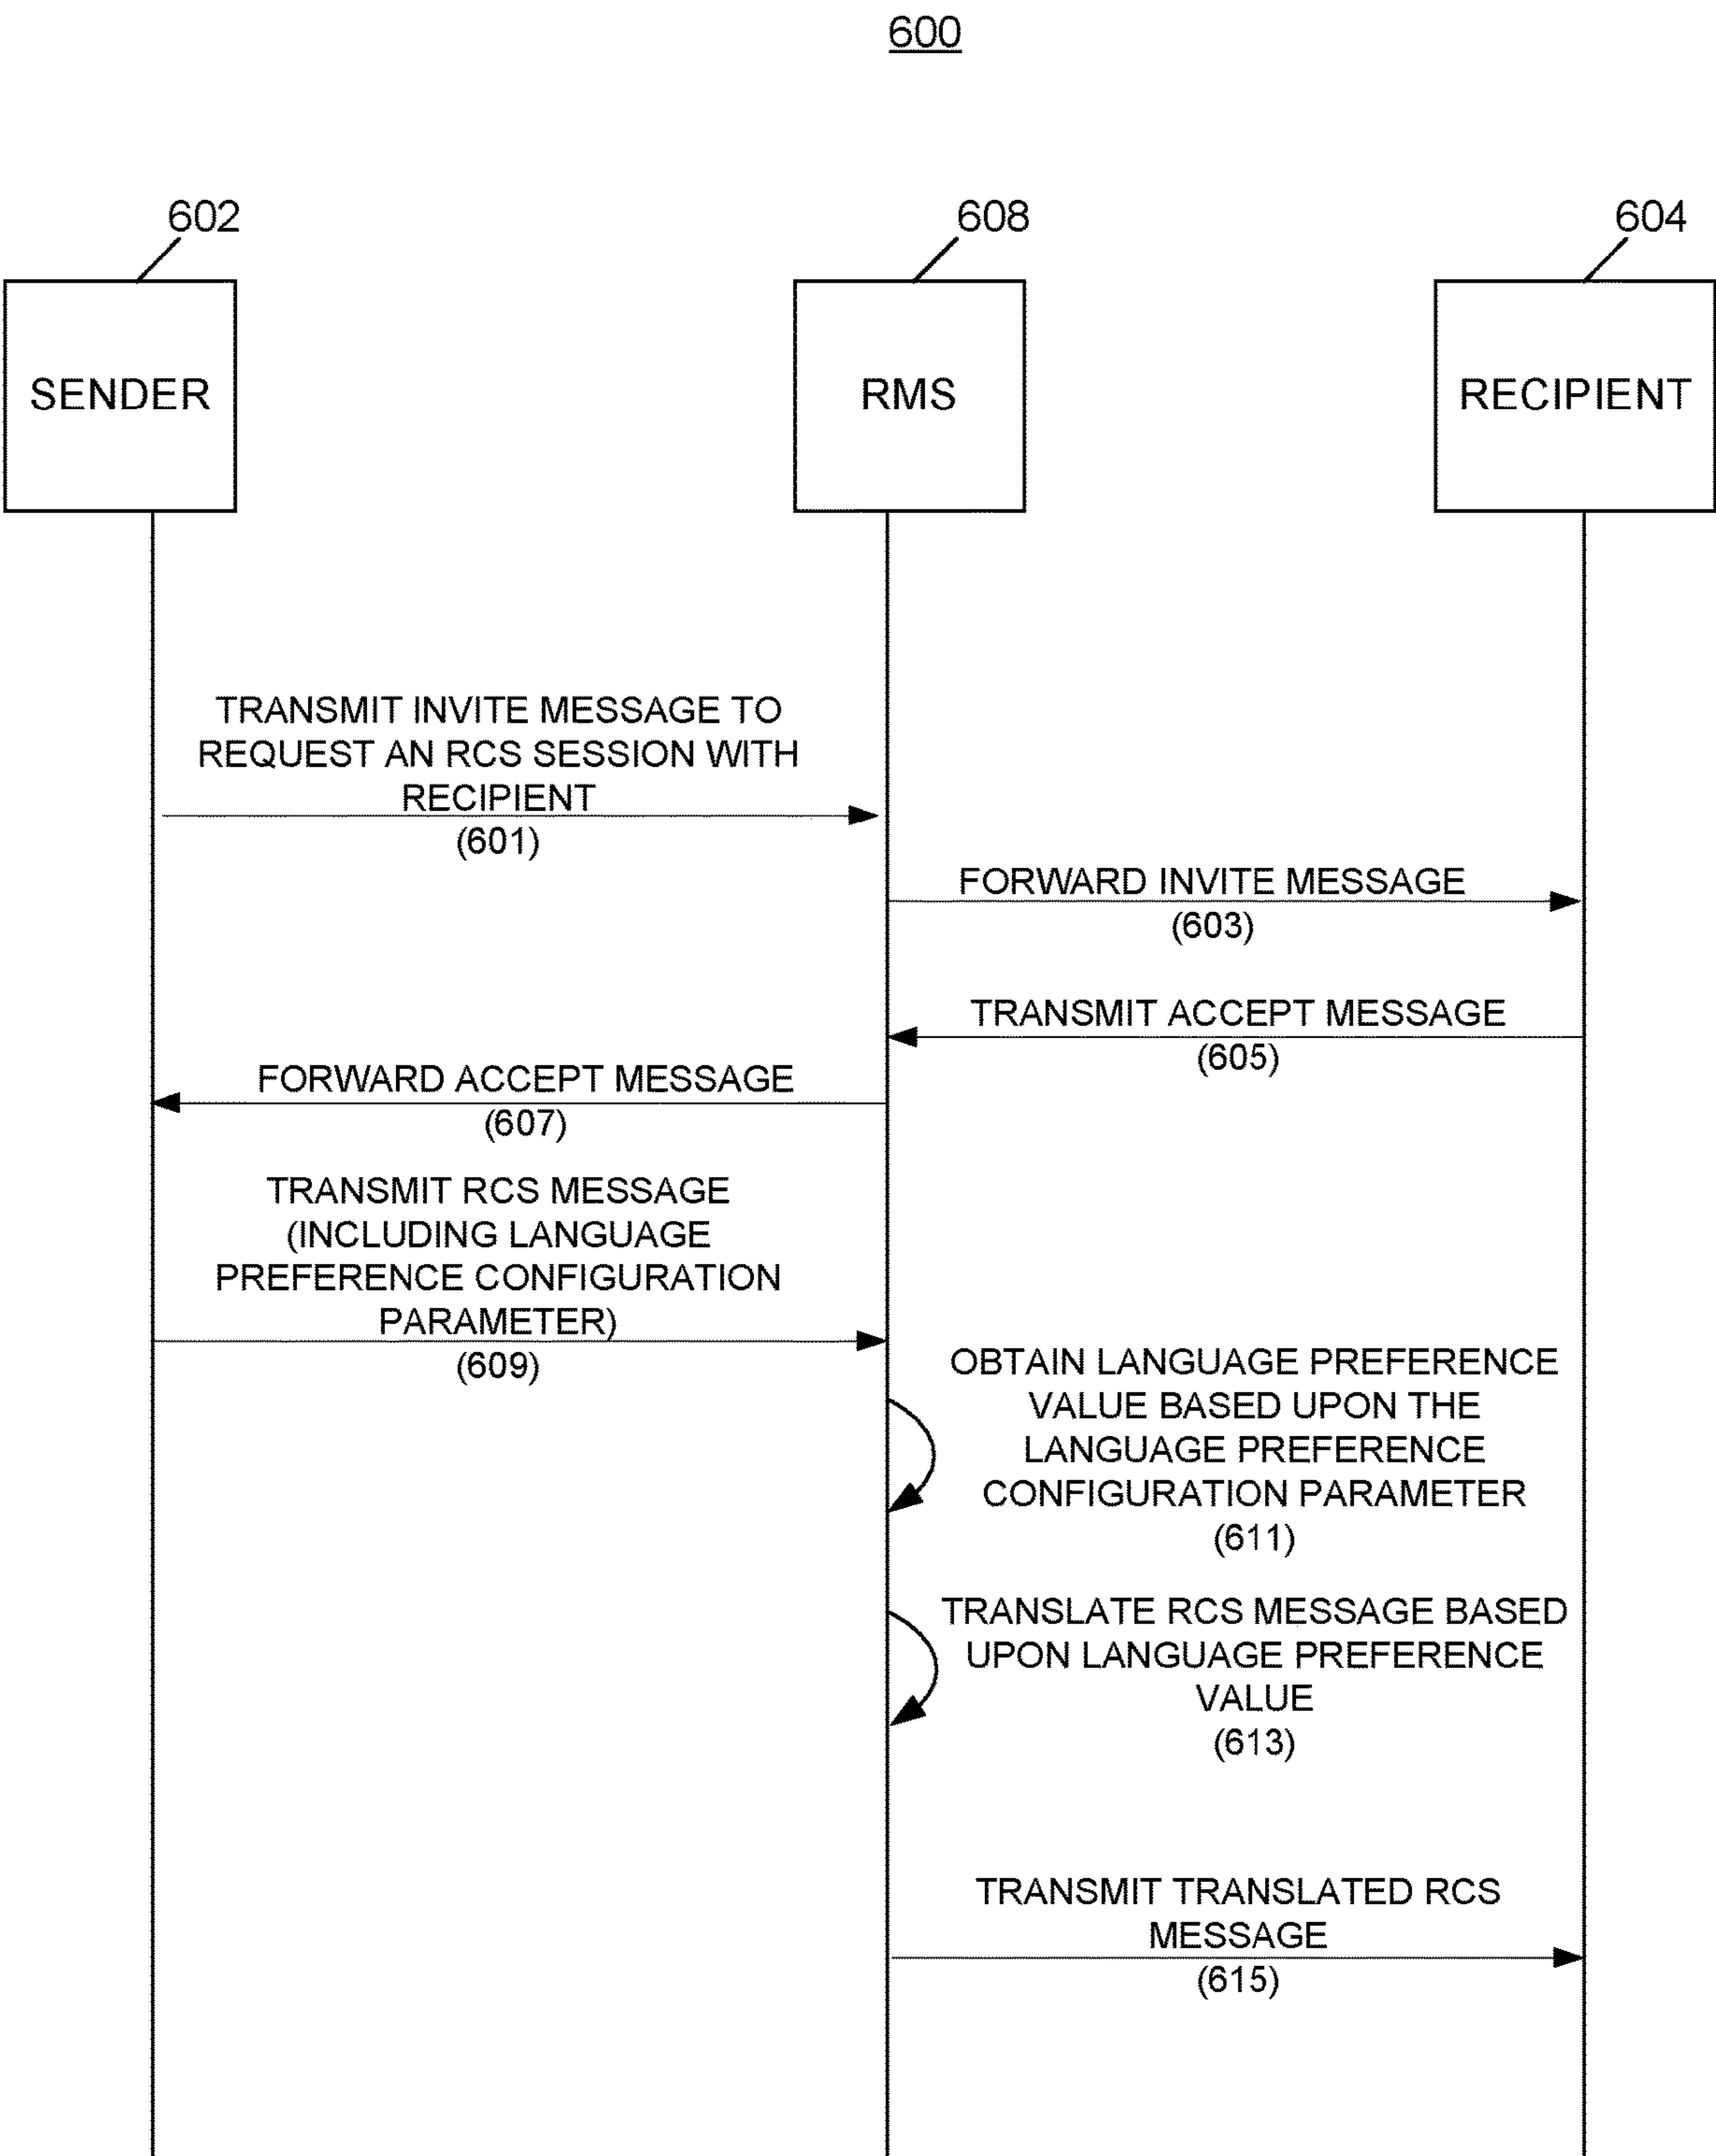 600
602
608
604
SENDER
RMS
RECIPIENT
TRANSMIT INVITE MESSAGE TO
REQUEST AN RCS SESSION WITH
RECIPIENT
(601)
FORWARD INVITE MESSAGE
(603)
TRANSMIT ACCEPT MESSAGE
(605)
FORWARD ACCEPT MESSAGE
(607)
TRANSMIT RCS MESSAGE
(INCLUDING LANGUAGE
PREFERENCE CONFIGURATION
PARAMETER)
(609)
OBTAIN LANGUAGE PREFERENCE
VALUE BASED UPON THE
LANGUAGE PREFERENCE
CONFIGURATION PARAMETER
(611)
TRANSLATE RCS MESSAGE BASED
UPON LANGUAGE PREFERENCE
VALUE
(613)
TRANSMIT TRANSLATED RCS
MESSAGE
(615)